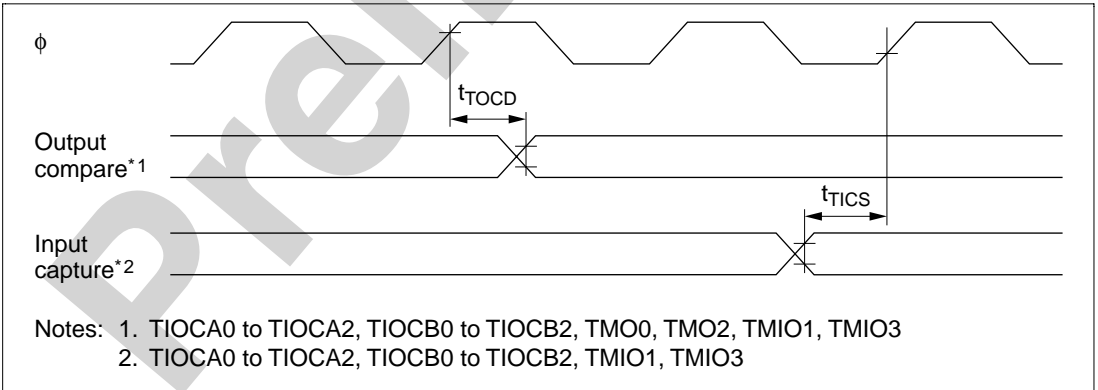 ϕ
tTOCD
Output
compare*1
tTICS
Input
capture*2
Notes: 1. TIOCA0 to TIOCA2, TIOCB0 to TIOCB2, TMO0, TMO2, TMIO1, TMIO3
2. TIOCA0 to TIOCA2, TIOCB0 to TIOCB2, TMIO1, TMIO3